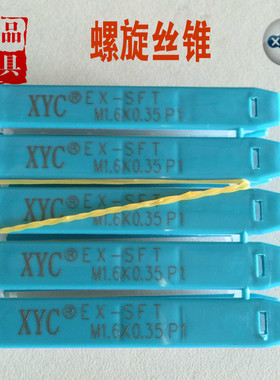 品
具
螺旋丝锥
XYC®EX-SFT
M1.6X0.35 P1
XYC®EX-SFT
M1.6X0.35 P1
XYC®EX-SFT
M1.6X0.35 P1
XYC®EX-SFT
M1.6X0.35 P1
XYC®EX-SFT
M1.6X0.35 P1